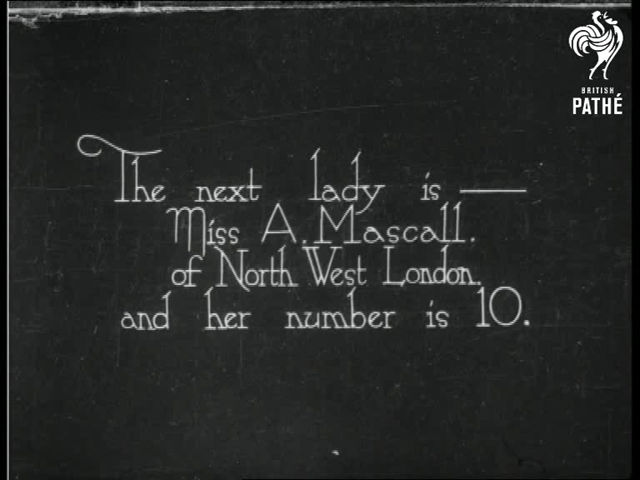 BRITISH
PATHÉ
The next lady is —
Miss A. Mascall.
of North West London.
and her number is 10.